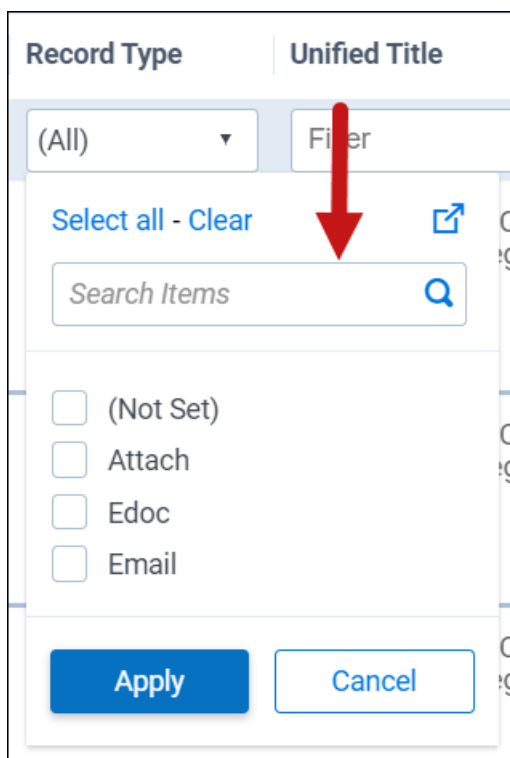 Record Type Unified Title
(All) Filter
Select all - Clear
Search Items
(Not Set)
Attach
Edoc
Email
Apply Cancel